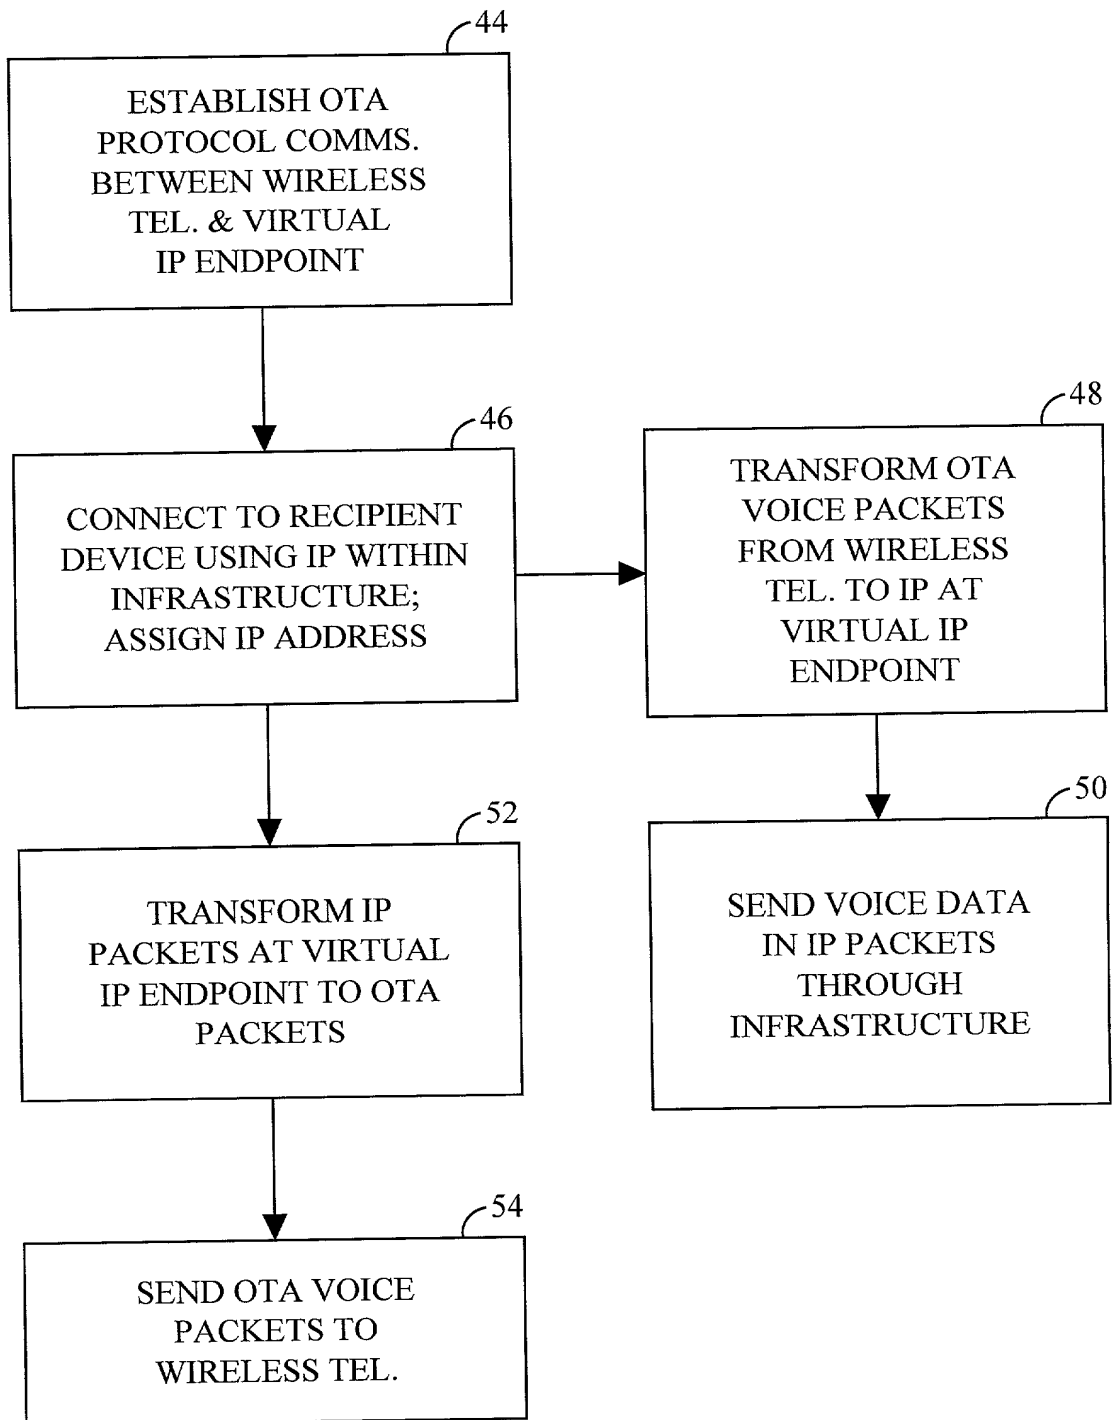 44
ESTABLISH OTA
PROTOCOL COMMS.
BETWEEN WIRELESS
TEL. & VIRTUAL
IP ENDPOINT
46
CONNECT TO RECIPIENT
DEVICE USING IP WITHIN
INFRASTRUCTURE;
ASSIGN IP ADDRESS
48
TRANSFORM OTA
VOICE PACKETS
FROM WIRELESS
TEL. TO IP AT
VIRTUAL IP
ENDPOINT
50
SEND VOICE DATA
IN IP PACKETS
THROUGH
INFRASTRUCTURE
52
TRANSFORM IP
PACKETS AT VIRTUAL
IP ENDPOINT TO OTA
PACKETS
54
SEND OTA VOICE
PACKETS TO
WIRELESS TEL.